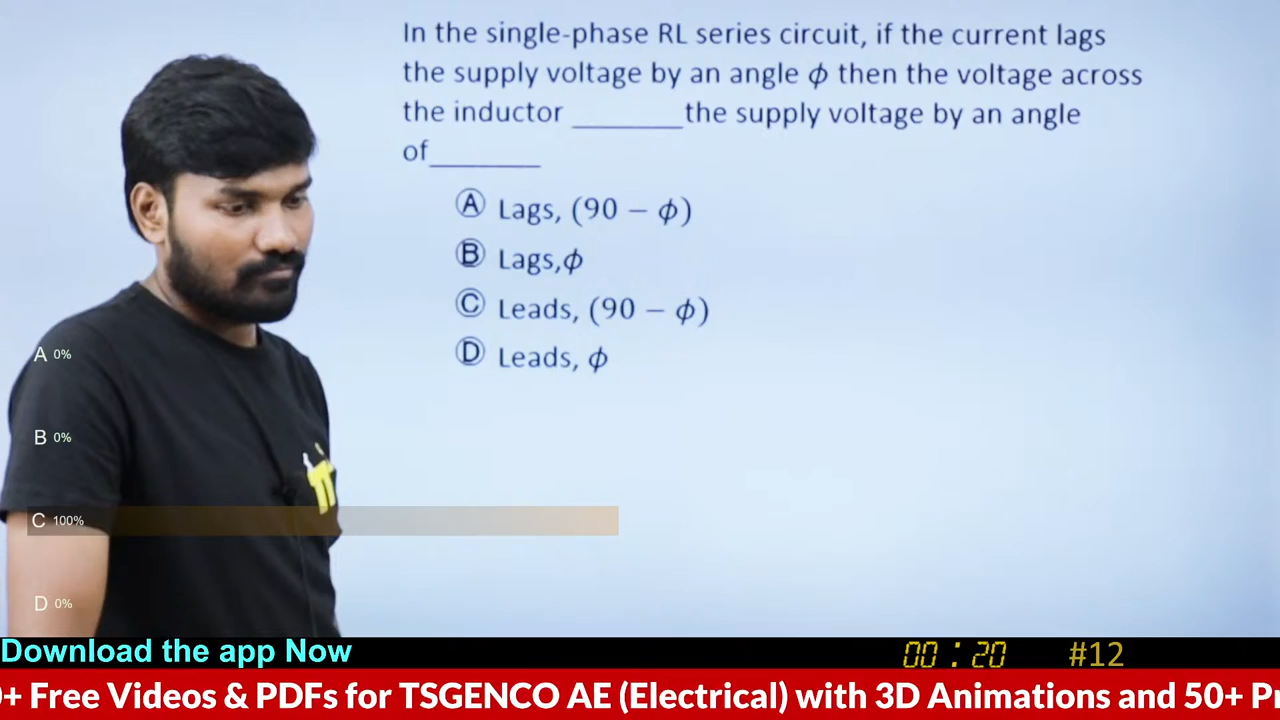 In the single-phase RL series circuit, if the current lags
the supply voltage by an angle ϕ then the voltage across
the inductor ________the supply voltage by an angle
of________
Ⓐ Lags, (90 − ϕ)
Ⓑ Lags,ϕ
Ⓒ Leads, (90 − ϕ)
Ⓓ Leads, ϕ
A 0%
B 0%
C 100%
D 0%
Download the app Now
00 : 20
#12
0+ Free Videos & PDFs for TSGENCO AE (Electrical) with 3D Animations and 50+ Pr